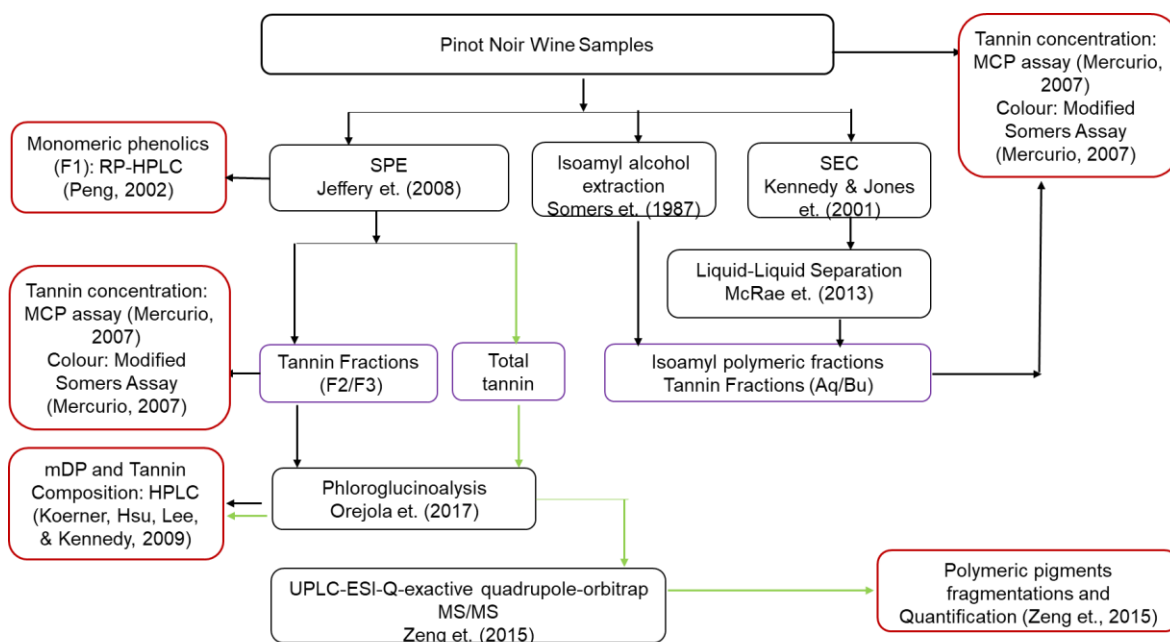 Pinot Noir Wine Samples
Tannin concentration:
MCP assay (Mercurio,
2007)
Colour: Modified
Somers Assay
(Mercurio, 2007)
Monomeric phenolics
(F1): RP-HPLC
(Peng, 2002)
SPE
Jeffery et. (2008)
Isoamyl alcohol
extraction
Somers et. (1987)
SEC
Kennedy & Jones
et. (2001)
Liquid-Liquid Separation
McRae et. (2013)
Tannin concentration:
MCP assay (Mercurio,
2007)
Colour: Modified
Somers Assay
(Mercurio, 2007)
Tannin Fractions
(F2/F3)
Total
tannin
Isoamyl polymeric fractions
Tannin Fractions (Aq/Bu)
mDP and Tannin
Composition: HPLC
(Koerner, Hsu, Lee,
& Kennedy, 2009)
Phloroglucinoalysis
Orejola et. (2017)
UPLC-ESI-Q-exactive quadrupole-orbitrap
MS/MS
Zeng et. (2015)
Polymeric pigments
fragmentations and
Quantification (Zeng et., 2015)